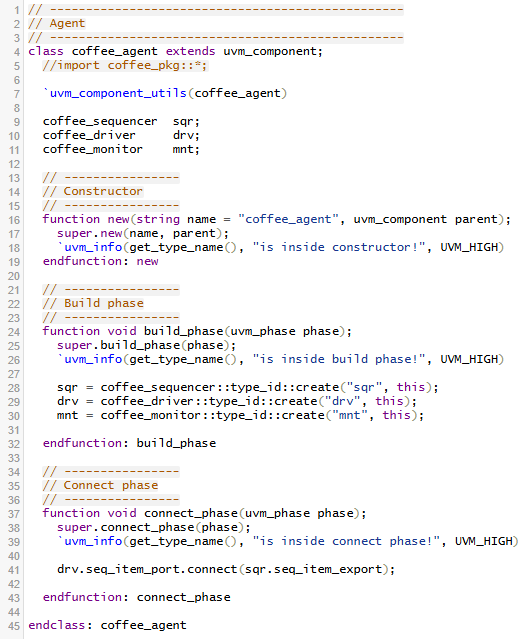 1 // -------------------------------------------------
2 // Agent
3 // -------------------------------------------------
4 class coffee_agent extends uvm_component;
5   //import coffee_pkg::*;
6
7   `uvm_component_utils(coffee_agent)
8
9   coffee_sequencer  sqr;
10   coffee_driver     drv;
11   coffee_monitor    mnt;
12
13   // ----------------
14   // Constructor
15   // ----------------
16   function new(string name = "coffee_agent", uvm_component parent);
17     super.new(name, parent);
18     `uvm_info(get_type_name(), "is inside constructor!", UVM_HIGH)
19   endfunction: new
20
21   // ----------------
22   // Build phase
23   // ----------------
24   function void build_phase(uvm_phase phase);
25     super.build_phase(phase);
26     `uvm_info(get_type_name(), "is inside build phase!", UVM_HIGH)
27
28     sqr = coffee_sequencer::type_id::create("sqr", this);
29     drv = coffee_driver::type_id::create("drv", this);
30     mnt = coffee_monitor::type_id::create("mnt", this);
31
32   endfunction: build_phase
33
34   // ----------------
35   // Connect phase
36   // ----------------
37   function void connect_phase(uvm_phase phase);
38     super.connect_phase(phase);
39     `uvm_info(get_type_name(), "is inside connect phase!", UVM_HIGH)
40
41     drv.seq_item_port.connect(sqr.seq_item_export);
42
43   endfunction: connect_phase
44
45 endclass: coffee_agent